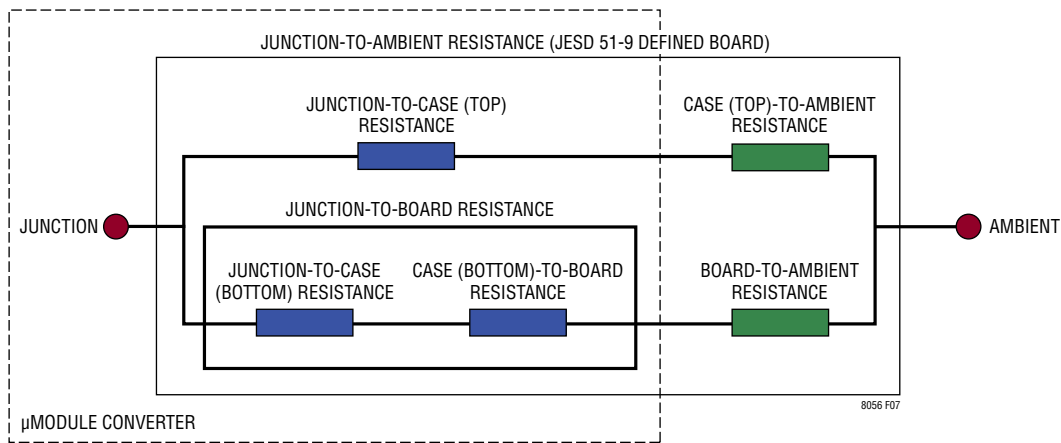 JUNCTION-TO-AMBIENT RESISTANCE (JESD 51-9 DEFINED BOARD)
JUNCTION-TO-CASE (TOP)
RESISTANCE
CASE (TOP)-TO-AMBIENT
RESISTANCE
JUNCTION
JUNCTION-TO-BOARD RESISTANCE
AMBIENT
JUNCTION-TO-CASE
(BOTTOM) RESISTANCE
CASE (BOTTOM)-TO-BOARD
RESISTANCE
BOARD-TO-AMBIENT
RESISTANCE
8056 F07
µMODULE CONVERTER